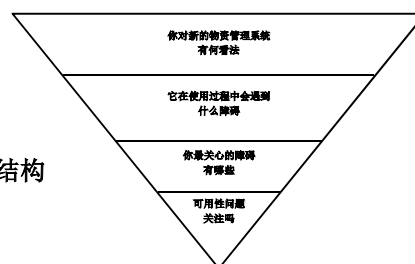 你对新的物资管理系统
有何看法
它在使用过程中会遇到
什么障碍
你最关心的障碍
有哪些
结构
可用性问题
关注吗